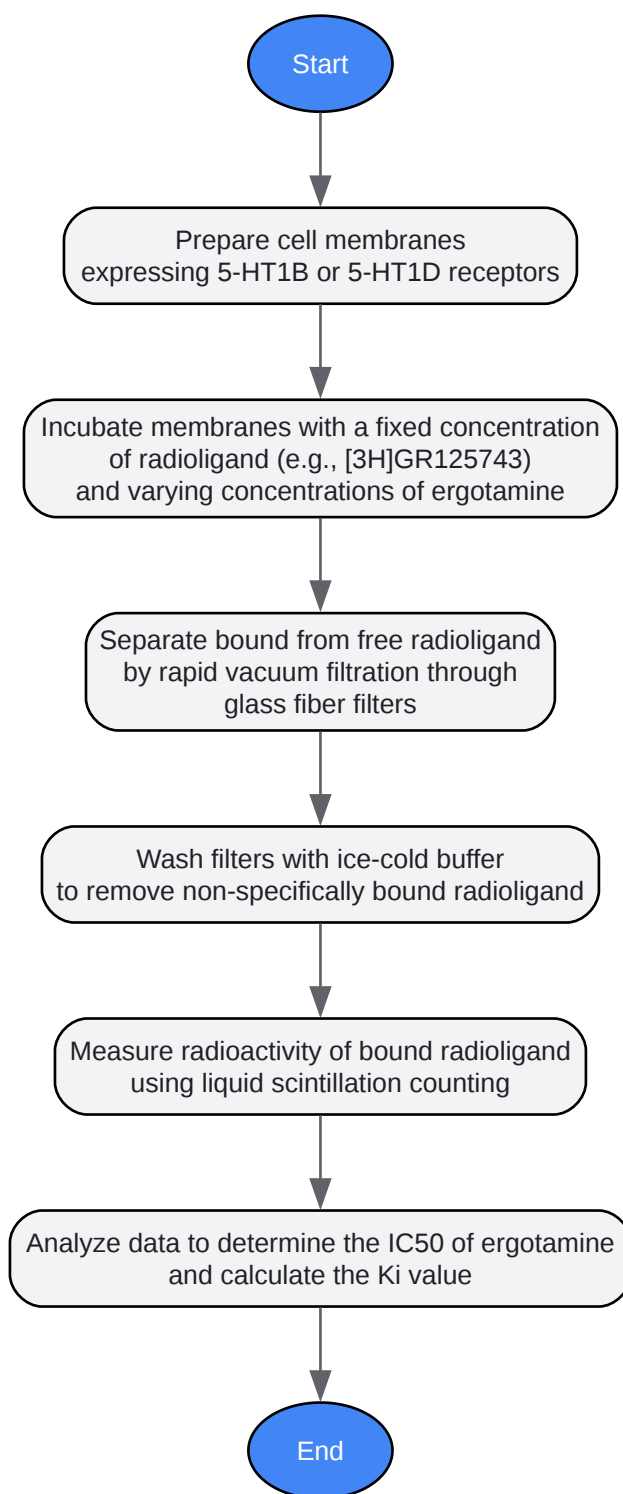 Start
Prepare cell membranes
expressing 5-HT1B or 5-HT1D receptors
Incubate membranes with a fixed concentration
of radioligand (e.g., [3H]GR125743)
and varying concentrations of ergotamine
Separate bound from free radioligand
by rapid vacuum filtration through
glass fiber filters
Wash filters with ice-cold buffer
to remove non-specifically bound radioligand
Measure radioactivity of bound radioligand
using liquid scintillation counting
Analyze data to determine the IC50 of ergotamine
and calculate the Ki value
End